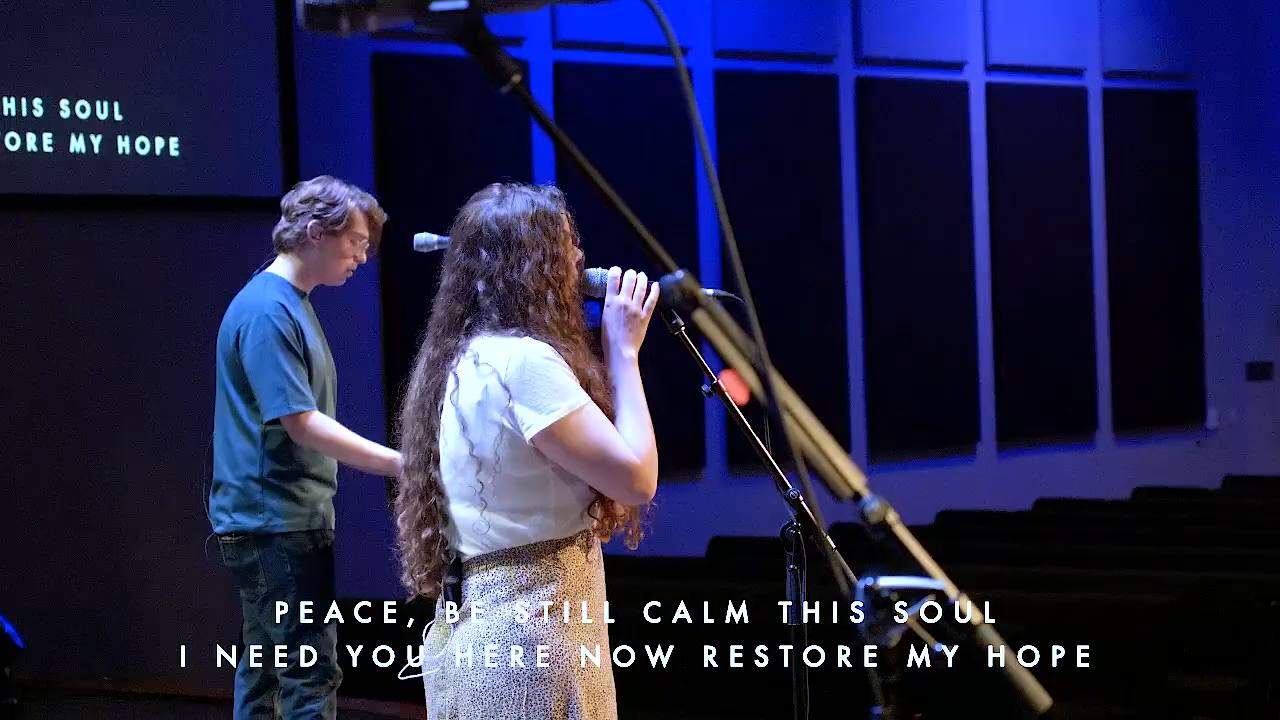 HIS SOUL
ORE MY HOPE
PEACE, BE STILL CALM THIS SOUL
I NEED YOU HERE NOW RESTORE MY HOPE